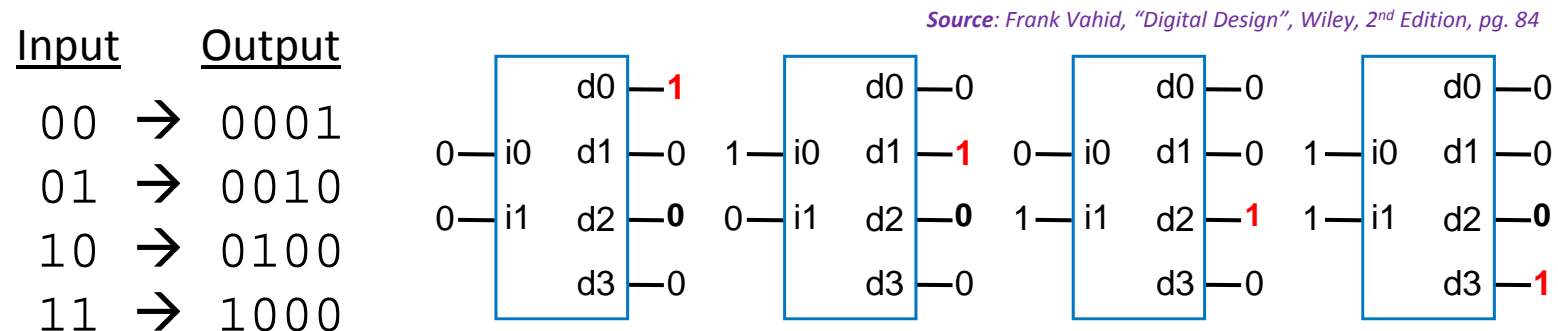 Source: Frank Vahid, “Digital Design”, Wiley, 2nd Edition, pg. 84
Input Output
00 → 0001
01 → 0010
10 → 0100
11 → 1000
d0 1
0 i0 d1 0
0 i1 d2 0
d3 0
d0 0
1 i0 d1 1
0 i1 d2 0
d3 0
d0 0
0 i0 d1 0
1 i1 d2 1
d3 0
d0 0
1 i0 d1 0
1 i1 d2 0
d3 1